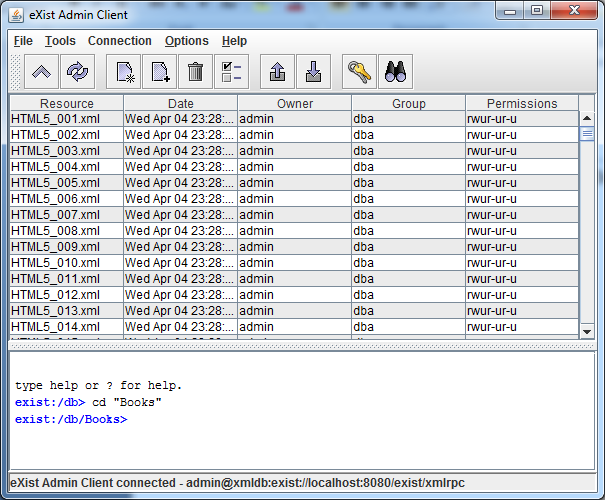 eXist Admin Client
File Tools Connection Options Help
Resource Date Owner Group Permissions
HTML5_001.xml Wed Apr 04 23:28:... admin dba rwur-ur-u
HTML5_002.xml Wed Apr 04 23:28:... admin dba rwur-ur-u
HTML5_003.xml Wed Apr 04 23:28:... admin dba rwur-ur-u
HTML5_004.xml Wed Apr 04 23:28:... admin dba rwur-ur-u
HTML5_005.xml Wed Apr 04 23:28:... admin dba rwur-ur-u
HTML5_006.xml Wed Apr 04 23:28:... admin dba rwur-ur-u
HTML5_007.xml Wed Apr 04 23:28:... admin dba rwur-ur-u
HTML5_008.xml Wed Apr 04 23:28:... admin dba rwur-ur-u
HTML5_009.xml Wed Apr 04 23:28:... admin dba rwur-ur-u
HTML5_010.xml Wed Apr 04 23:28:... admin dba rwur-ur-u
HTML5_011.xml Wed Apr 04 23:28:... admin dba rwur-ur-u
HTML5_012.xml Wed Apr 04 23:28:... admin dba rwur-ur-u
HTML5_013.xml Wed Apr 04 23:28:... admin dba rwur-ur-u
HTML5_014.xml Wed Apr 04 23:28:... admin dba rwur-ur-u
type help or ? for help.
exist:/db> cd "Books"
exist:/db/Books>
eXist Admin Client connected - admin@xmldb:exist://localhost:8080/exist/xmlrpc